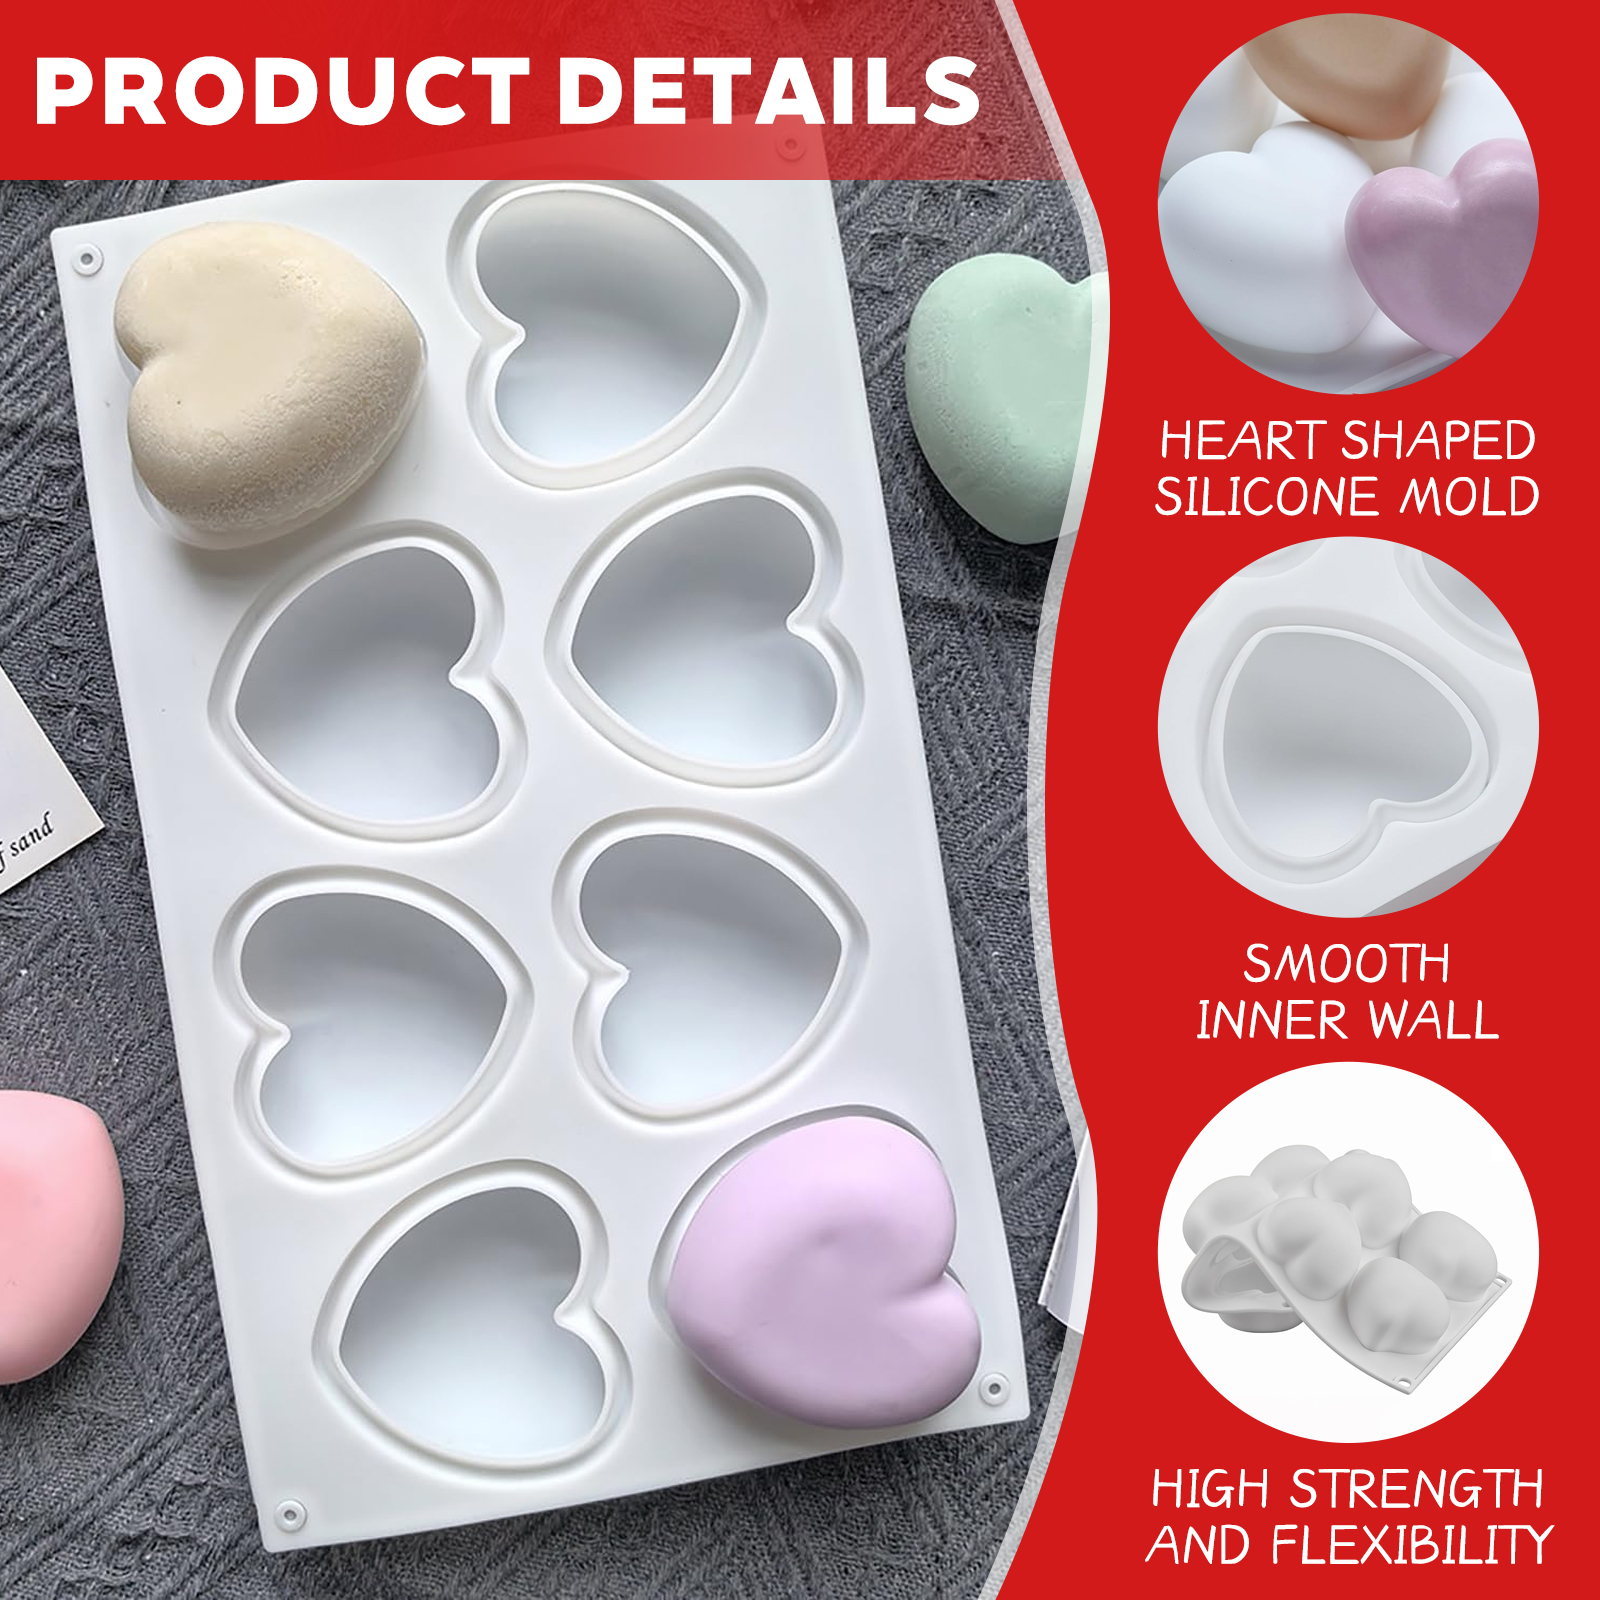 PRODUCT DETAILS
HEART SHAPED
SILICONE MOLD
SMOOTH
INNER WALL
HIGH STRENGTH
AND FLEXIBILITY
sand